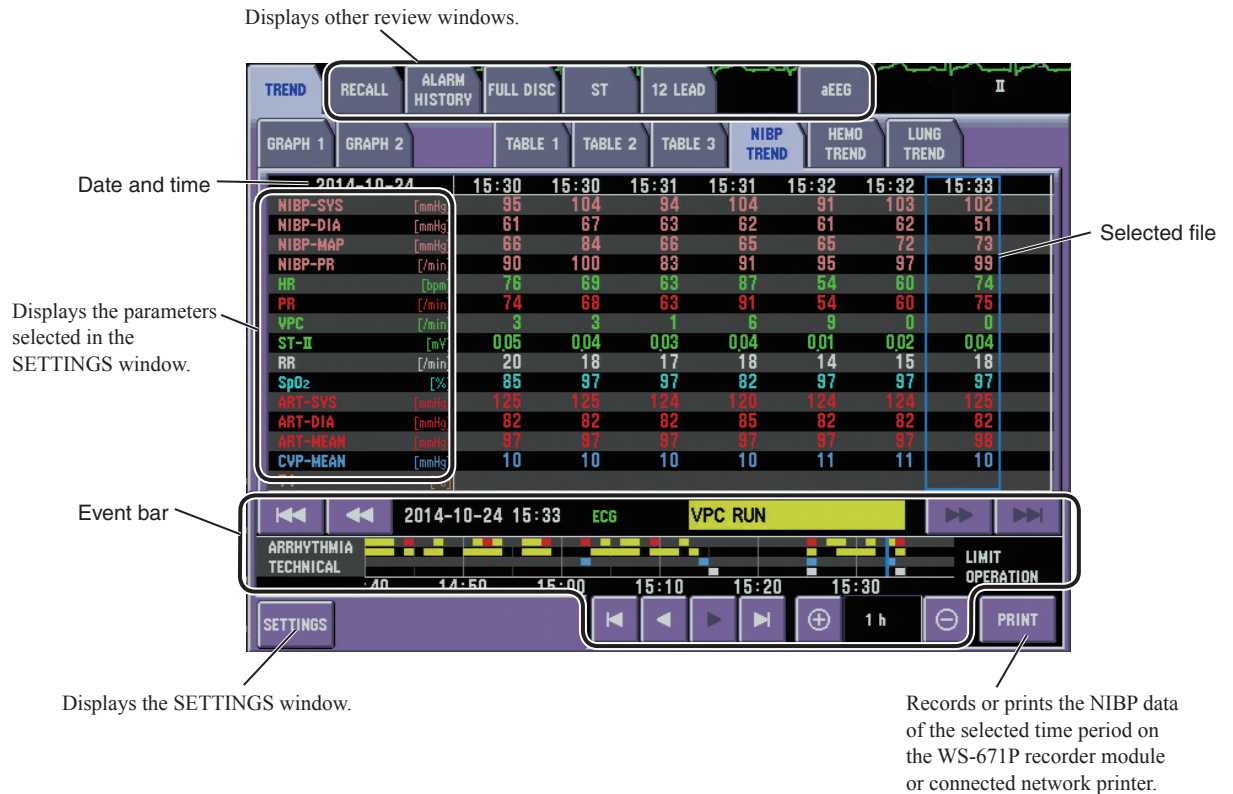 Displays other review windows.
TREND RECALL ALARM HISTORY FULL DISC ST 12 LEAD aEEG II
GRAPH 1 GRAPH 2 TABLE 1 TABLE 2 TABLE 3 NIBP TREND HEMO TREND LUNG TREND
Date and time
2014-10-24 15:30 15:30 15:31 15:31 15:32 15:32 15:33
NIBP-SYS [mmHg] 95 104 94 104 91 103 102
NIBP-DIA [mmHg] 61 67 63 62 61 62 51
NIBP-MAP [mmHg] 66 84 66 65 65 72 73
NIBP-PR [/min] 90 100 83 91 95 97 99
HR [bpm] 76 69 63 87 54 60 74
PR [/min] 74 68 63 91 54 60 75
VPC [/min] 3 3 1 6 9 0 0
ST-II [mV] 0.05 0.04 0.03 0.04 0.01 0.02 0.04
RR [/min] 20 18 17 18 14 15 18
SpO2 [%] 85 97 97 82 97 97 97
ART-SYS [mmHg] 125 125 124 120 124 124 125
ART-DIA [mmHg] 82 82 82 85 82 82 82
ART-MEAN [mmHg] 97 97 97 97 97 97 98
CVP-MEAN [mmHg] 10 10 10 10 11 11 10
Selected file
Displays the parameters
selected in the
SETTINGS window.
Event bar
2014-10-24 15:33 ECG VPC RUN
ARRHYTHMIA
TECHNICAL
LIMIT
OPERATION
:40 14:50 15:00 15:10 15:20 15:30
SETTINGS 1 h PRINT
Displays the SETTINGS window.
Records or prints the NIBP data
of the selected time period on
the WS-671P recorder module
or connected network printer.